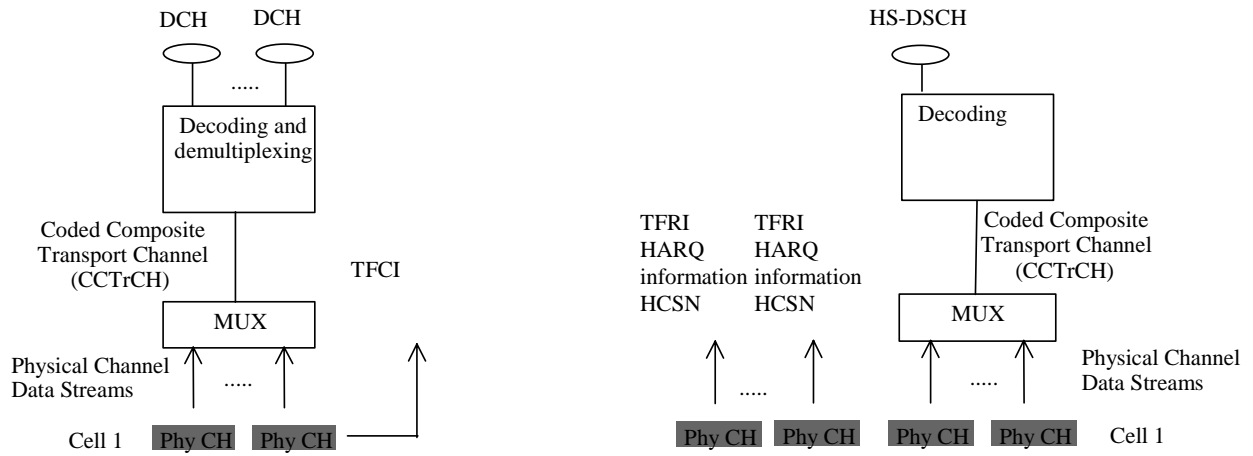 DCH DCH
.....
Decoding and
demultiplexing
Coded Composite
Transport Channel
(CCTrCH)
TFCI
MUX
Physical Channel
Data Streams
.....
Cell 1 Phy CH Phy CH
HS-DSCH
Decoding
TFRI TFRI
HARQ HARQ
information information
HCSN HCSN
Coded Composite
Transport Channel
(CCTrCH)
MUX
Physical Channel
Data Streams
..... .....
Phy CH Phy CH Phy CH Phy CH Cell 1